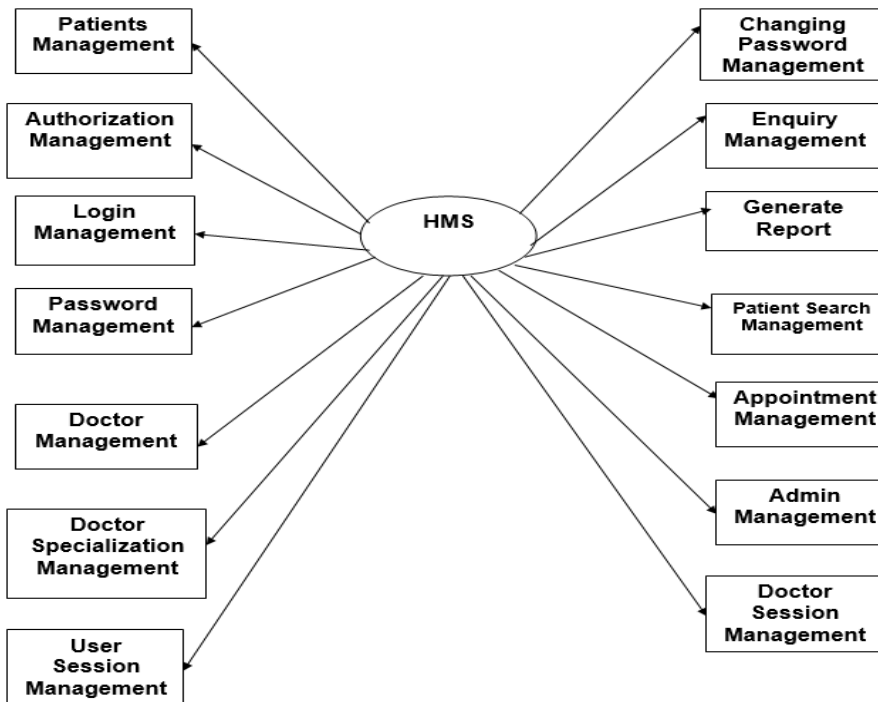 Patients
Management
Authorization
Management
Login
Management
Password
Management
Doctor
Management
Doctor
Specialization
Management
User
Session
Management
HMS
Changing
Password
Management
Enquiry
Management
Generate
Report
Patient Search
Management
Appointment
Management
Admin
Management
Doctor
Session
Management